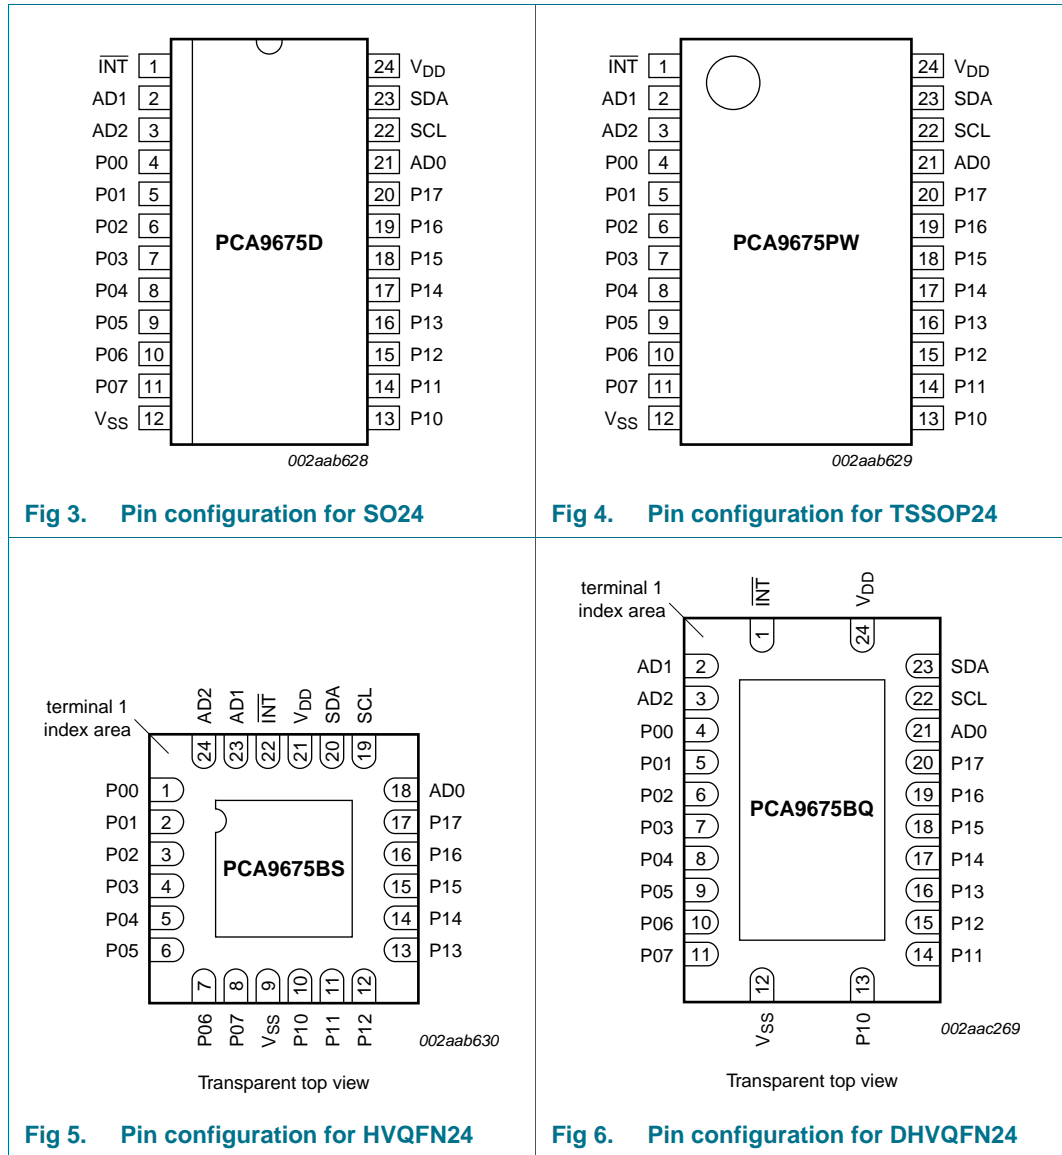 INT 1 24 VDD
AD1 2 23 SDA
AD2 3 22 SCL
P00 4 21 AD0
P01 5 20 P17
P02 6 19 P16
P03 7 18 P15
P04 8 17 P14
P05 9 16 P13
P06 10 15 P12
P07 11 14 P11
VSS 12 13 P10
PCA9675D
002aab628
Fig 3. Pin configuration for SO24
INT 1 24 VDD
AD1 2 23 SDA
AD2 3 22 SCL
P00 4 21 AD0
P01 5 20 P17
P02 6 19 P16
P03 7 18 P15
P04 8 17 P14
P05 9 16 P13
P06 10 15 P12
P07 11 14 P11
VSS 12 13 P10
PCA9675PW
002aab629
Fig 4. Pin configuration for TSSOP24
terminal 1
index area
AD2 AD1 INT VDD SDA SCL
24 23 22 21 20 19
P00 1 18 AD0
P01 2 17 P17
P02 3 16 P16
P03 4 15 P15
P04 5 14 P14
P05 6 13 P13
PCA9675BS
7 8 9 10 11 12
P06 P07 VSS P10 P11 P12
002aab630
Transparent top view
Fig 5. Pin configuration for HVQFN24
terminal 1
index area
INT VDD
1 24
AD1 2 23 SDA
AD2 3 22 SCL
P00 4 21 AD0
P01 5 20 P17
P02 6 19 P16
P03 7 18 P15
P04 8 17 P14
P05 9 16 P13
P06 10 15 P12
P07 11 14 P11
PCA9675BQ
12 13
VSS P10
002aac269
Transparent top view
Fig 6. Pin configuration for DHVQFN24